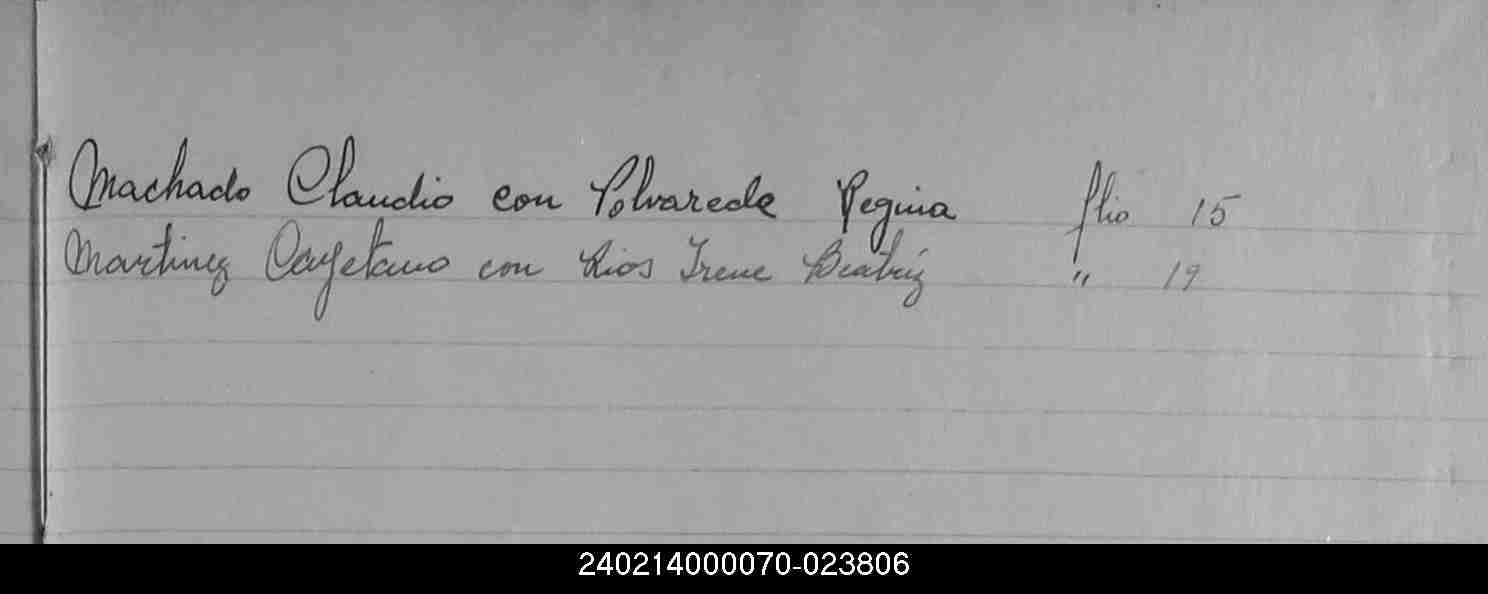 Machado Claudio con Polvareda Regina flio 15
Martinez Cayetano con Rios Irene Beatriz " 19
240214000070-023806